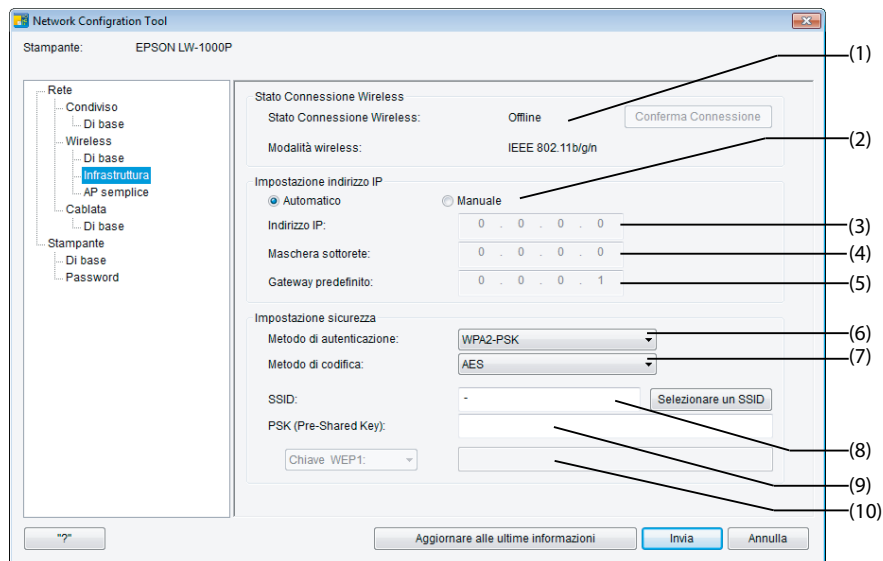 Network Configration Tool
Stampante: EPSON LW-1000P
Rete
Condiviso
Di base
Wireless
Di base
Infrastruttura
AP semplice
Cablata
Di base
Stampante
Di base
Password
Stato Connessione Wireless
Stato Connessione Wireless: Offline Conferma Connessione (1)
Modalità wireless: IEEE 802.11b/g/n (2)
Impostazione indirizzo IP
Automatico Manuale
Indirizzo IP: 0 . 0 . 0 . 0 (3)
Maschera sottorete: 0 . 0 . 0 . 0 (4)
Gateway predefinito: 0 . 0 . 0 . 1 (5)
Impostazione sicurezza
Metodo di autenticazione: WPA2-PSK (6)
Metodo di codifica: AES (7)
SSID: - Selezionare un SSID (8)
PSK (Pre-Shared Key): (9)
Chiave WEP1: (10)
"?" Aggiornare alle ultime informazioni Invia Annulla